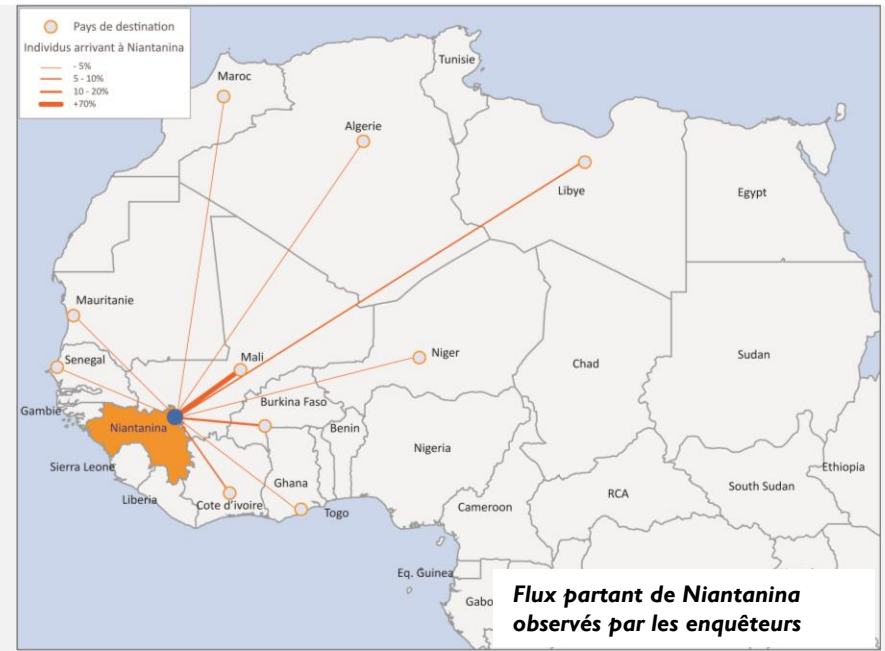 Pays de destination
Individus arrivant à Niantanina
- 5%
5 - 10%
10 - 20%
+70%
Tunisie
Maroc
Algerie
Libye
Egypt
Mauritanie
Senegal
Mali
Niger
Chad
Sudan
Gambie
Burkina Faso
Niantanina
Benin
Nigeria
Sierra Leone
Ghana
Ethiopia
Liberia
Cote d'ivoire
Togo
Cameroon
RCA
South Sudan
Eq. Guinea
Gabo
Flux partant de Niantanina
observés par les enquêteurs